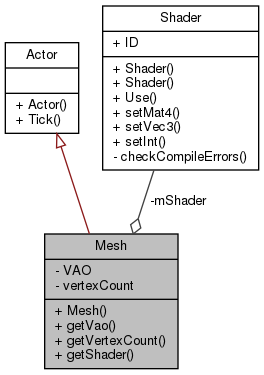 Shader
+ ID
+ Shader()
+ Shader()
+ Use()
+ setMat4()
+ setVec3()
+ setInt()
- checkCompileErrors()
Actor
+ Actor()
+ Tick()
-mShader
Mesh
- VAO
- vertexCount
+ Mesh()
+ getVao()
+ getVertexCount()
+ getShader()